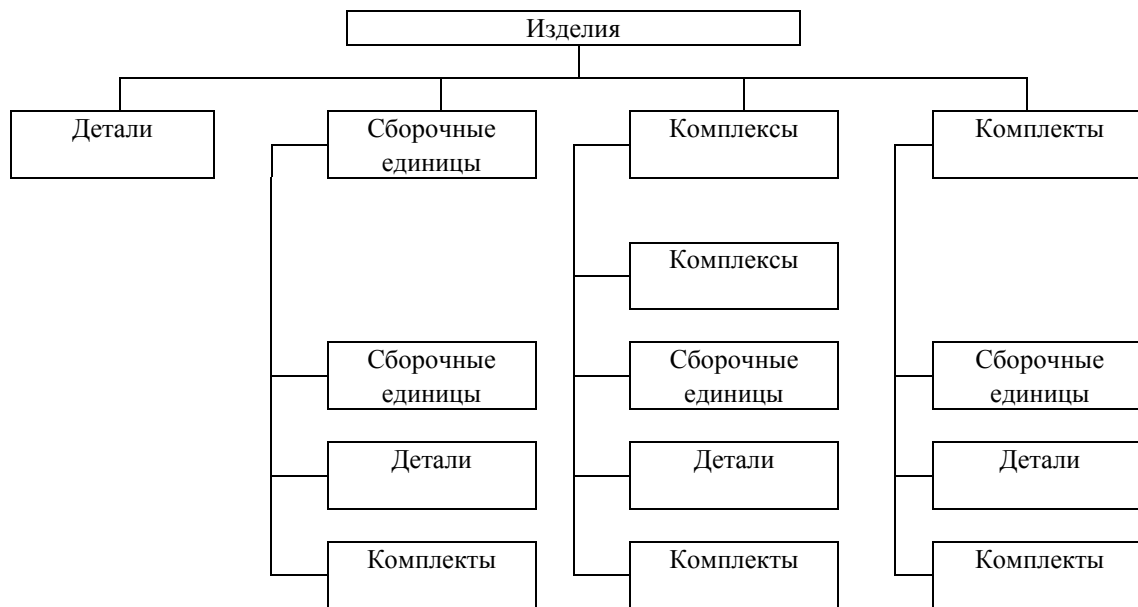 Изделия
Детали
Сборочные
единицы
Комплексы
Комплекты
Комплексы
Сборочные
единицы
Сборочные
единицы
Сборочные
единицы
Детали
Детали
Детали
Комплекты
Комплекты
Комплекты